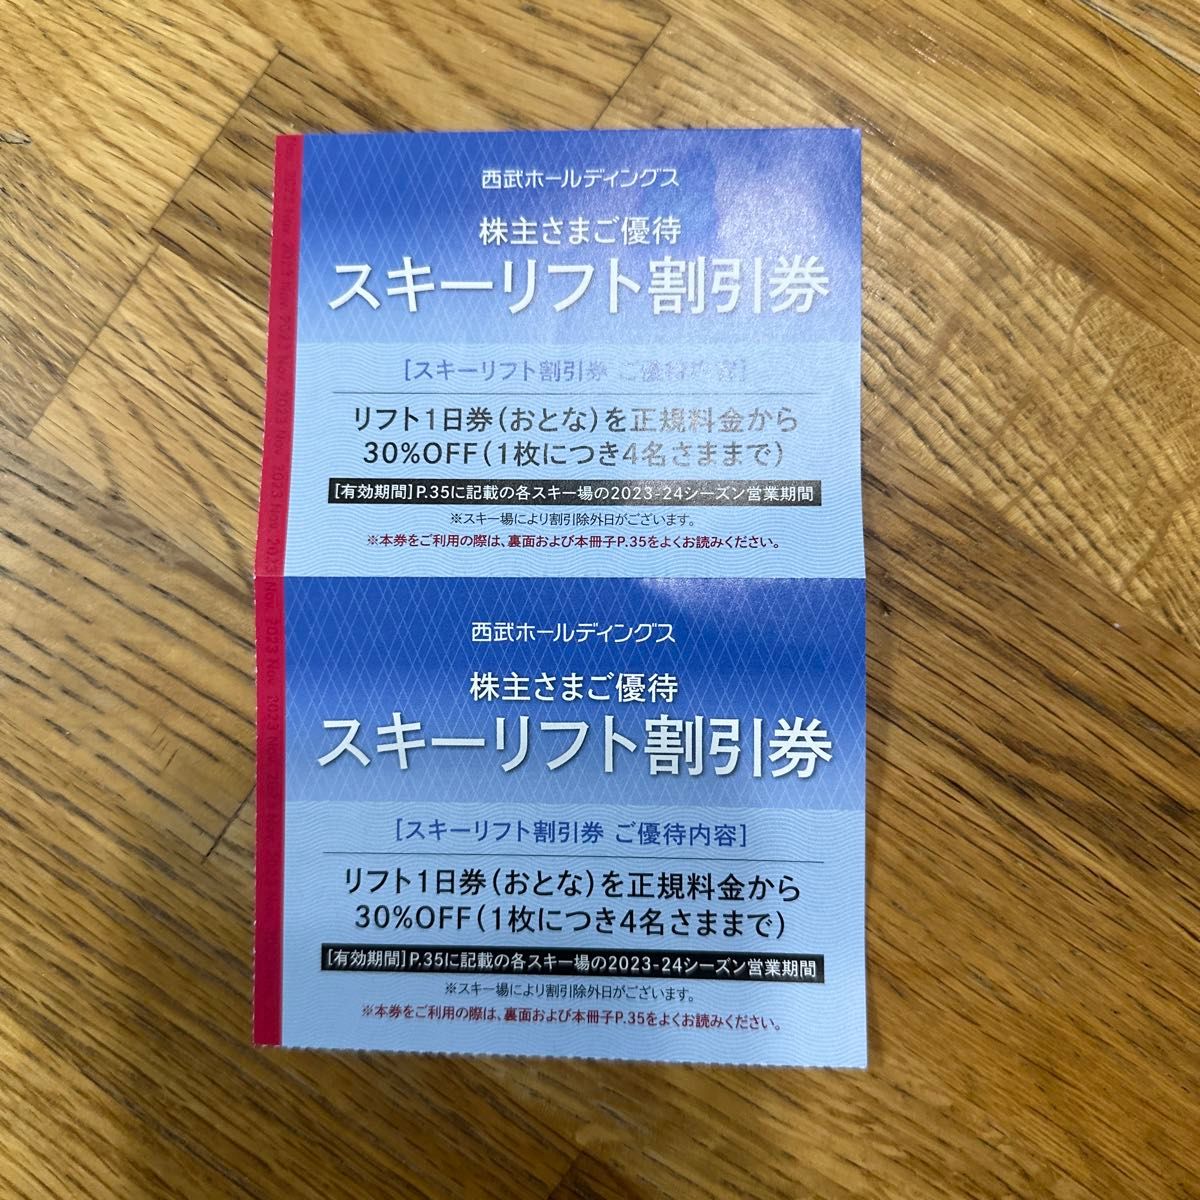 西武ホールディングス
株主さまご優待
スキーリフト割引券
[スキーリフト割引券 ご優待内容]
リフト1日券(おとな)を正規料金から
30%OFF(1枚につき4名さままで)
[有効期間]P.35に記載の各スキー場の2023-24シーズン営業期間
※スキー場により割引除外日がございます。
※本券をご利用の際は、裏面および本冊子P.35をよくお読みください。
西武ホールディングス
株主さまご優待
スキーリフト割引券
[スキーリフト割引券 ご優待内容]
リフト1日券(おとな)を正規料金から
30%OFF(1枚につき4名さままで)
[有効期間]P.35に記載の各スキー場の2023-24シーズン営業期間
※スキー場により割引除外日がございます。
※本券をご利用の際は、裏面および本冊子P.35をよくお読みください。